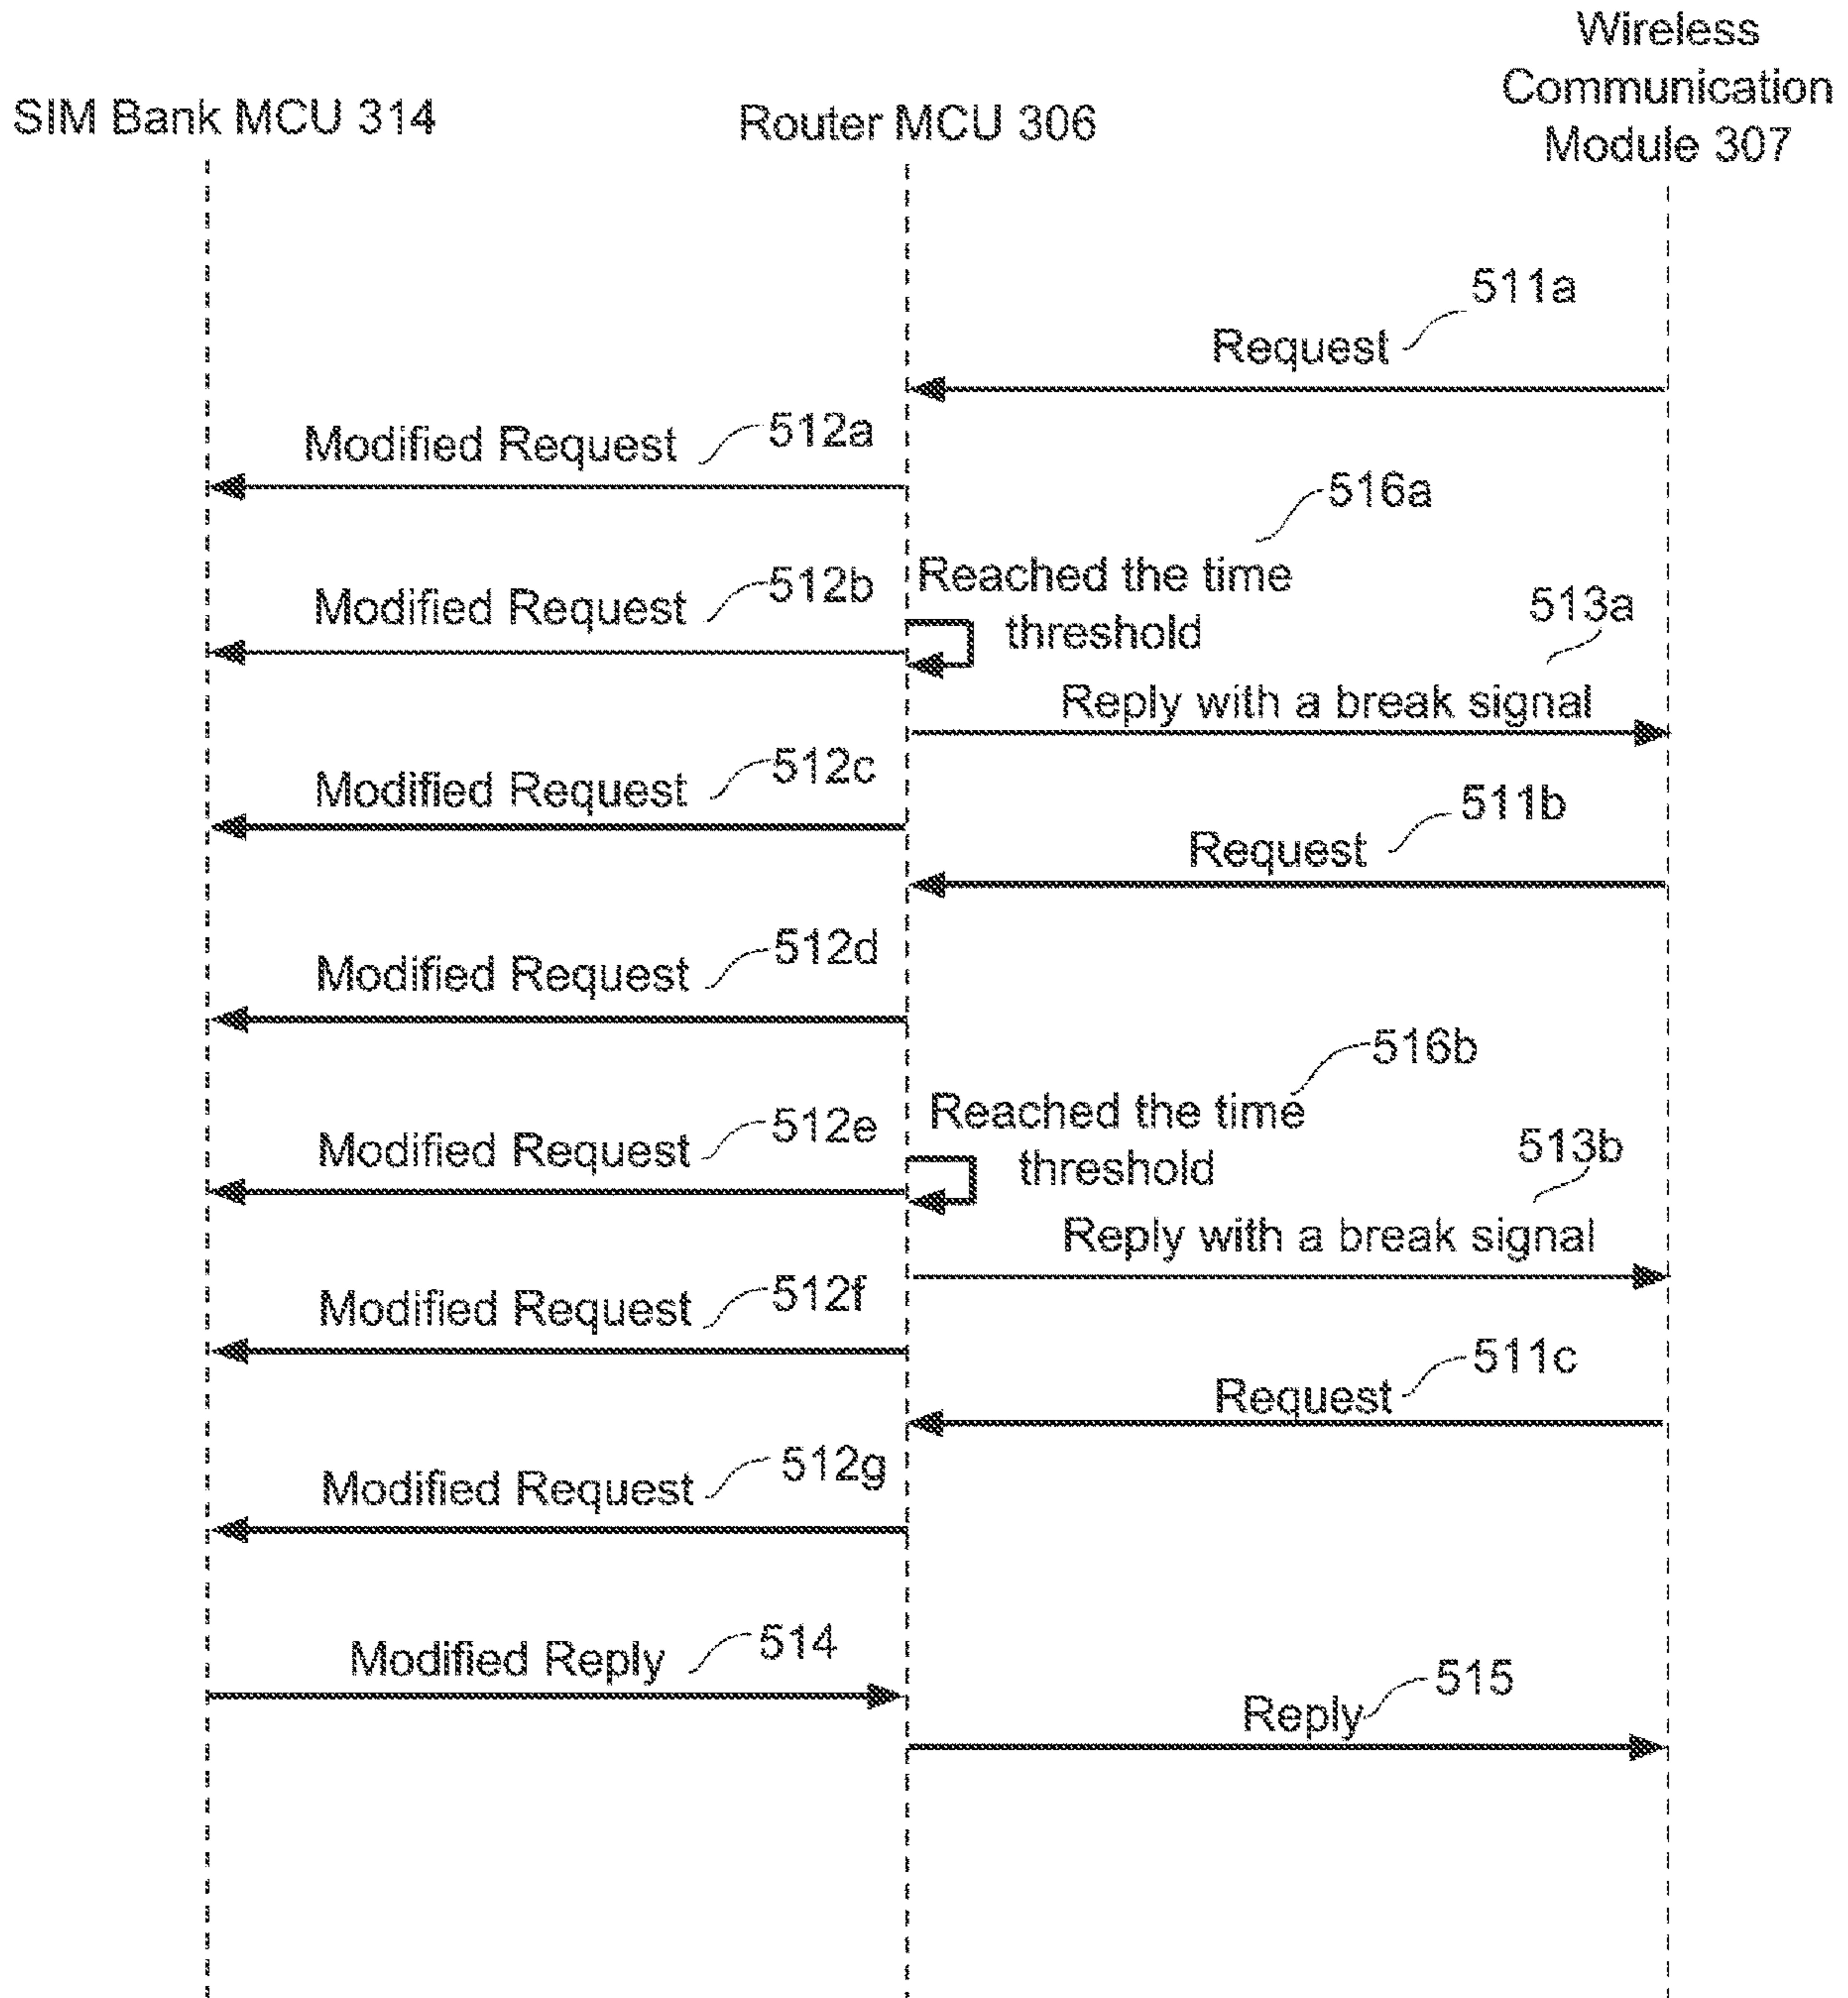 Wireless
Communication
Module 307
SIM Bank MCU 314
Router MCU 306
511a
Request
512a
Modified Request
516a
Reached the time
threshold
512b
Modified Request
513a
Reply with a break signal
512c
Modified Request
511b
Request
512d
Modified Request
516b
Reached the time
threshold
512e
Modified Request
513b
Reply with a break signal
512f
Modified Request
511c
Request
512g
Modified Request
514
Modified Reply
515
Reply